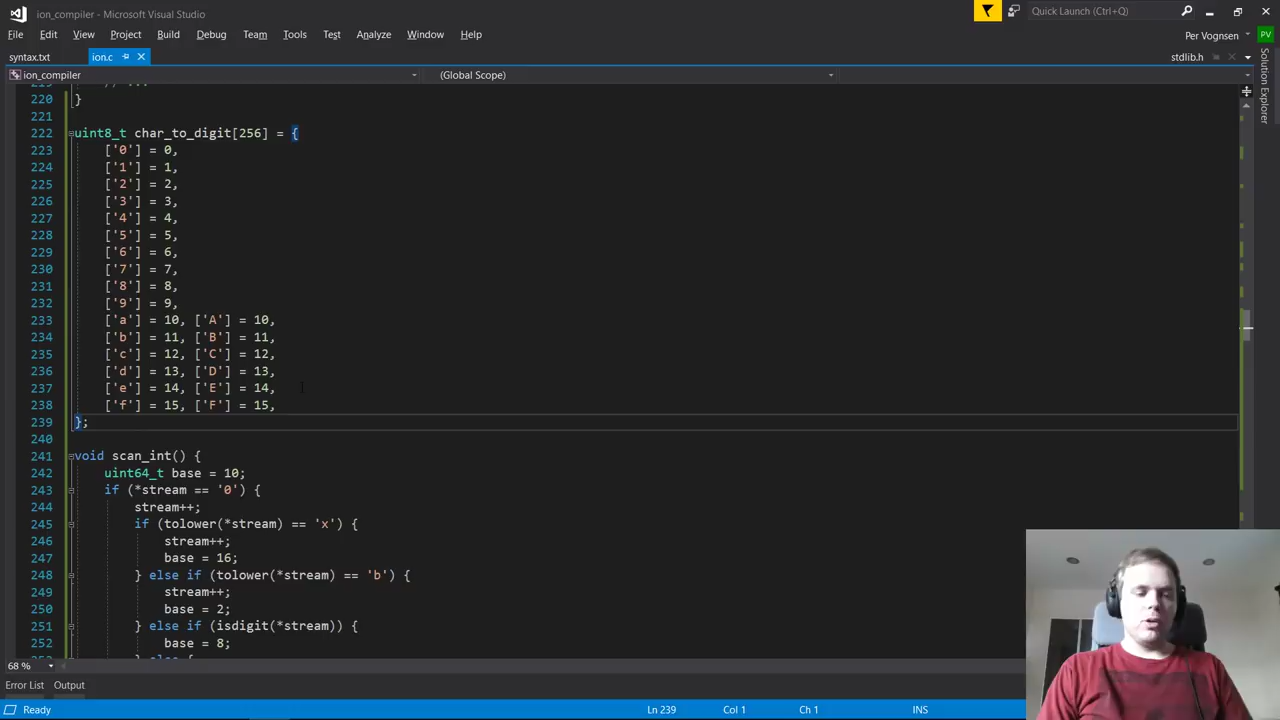 ion_compiler - Microsoft Visual Studio
Quick Launch (Ctrl+Q)
File Edit View Project Build Debug Team Tools Test Analyze Window Help
Per Vognsen PV
syntax.txt ion.c stdlib.h
ion_compiler (Global Scope)
Solution Explorer
220 }
221
222 uint8_t char_to_digit[256] = {
223 ['0'] = 0,
224 ['1'] = 1,
225 ['2'] = 2,
226 ['3'] = 3,
227 ['4'] = 4,
228 ['5'] = 5,
229 ['6'] = 6,
230 ['7'] = 7,
231 ['8'] = 8,
232 ['9'] = 9,
233 ['a'] = 10, ['A'] = 10,
234 ['b'] = 11, ['B'] = 11,
235 ['c'] = 12, ['C'] = 12,
236 ['d'] = 13, ['D'] = 13,
237 ['e'] = 14, ['E'] = 14,
238 ['f'] = 15, ['F'] = 15,
239 };
240
241 void scan_int() {
242 uint64_t base = 10;
243 if (*stream == '0') {
244 stream++;
245 if (tolower(*stream) == 'x') {
246 stream++;
247 base = 16;
248 } else if (tolower(*stream) == 'b') {
249 stream++;
250 base = 2;
251 } else if (isdigit(*stream)) {
252 base = 8;
68 %
Error List Output
Ready Ln 239 Col 1 Ch 1 INS